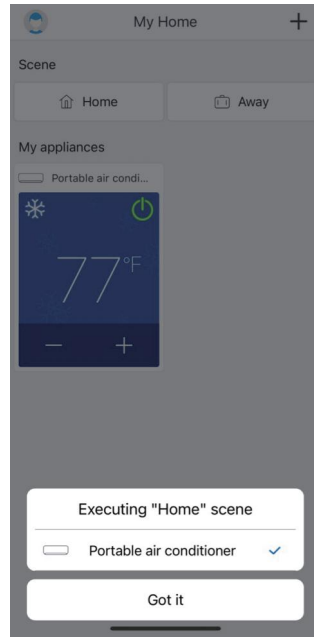 My Home
Scene
Home
Away
My appliances
Portable air condi...
77°F
Executing "Home" scene
Portable air conditioner
Got it